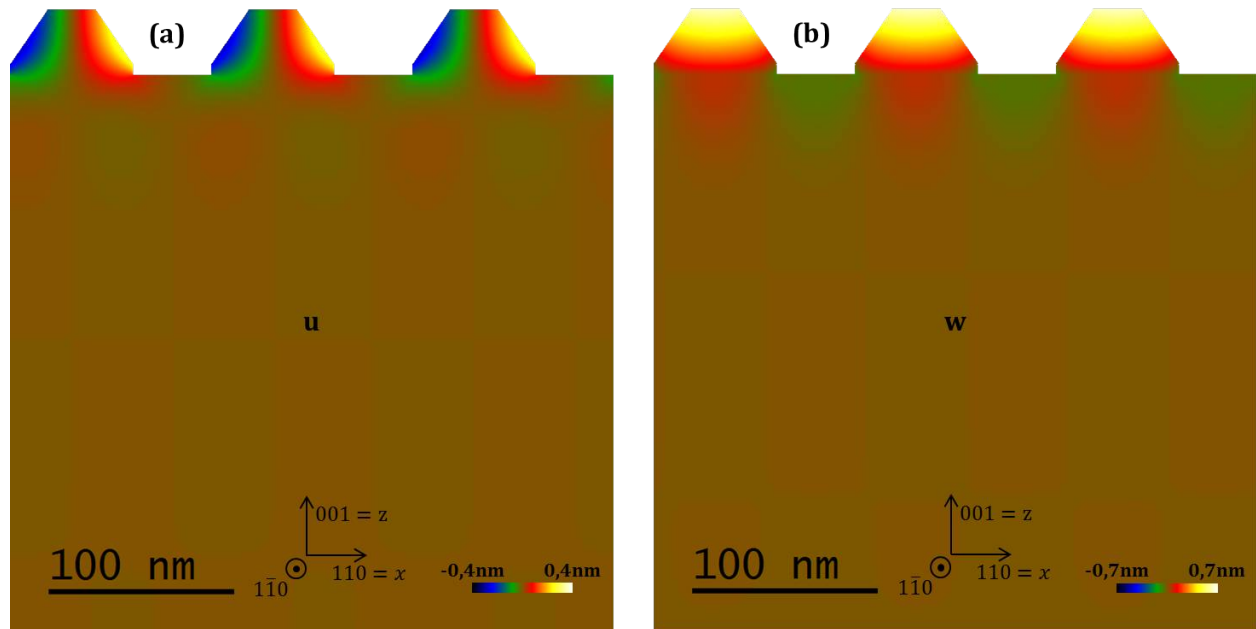 (a)
u
001 = z
110 = x
11̅0
100 nm
-0,4nm 0,4nm
(b)
w
001 = z
110 = x
11̅0
-0,7nm 0,7nm
100 nm